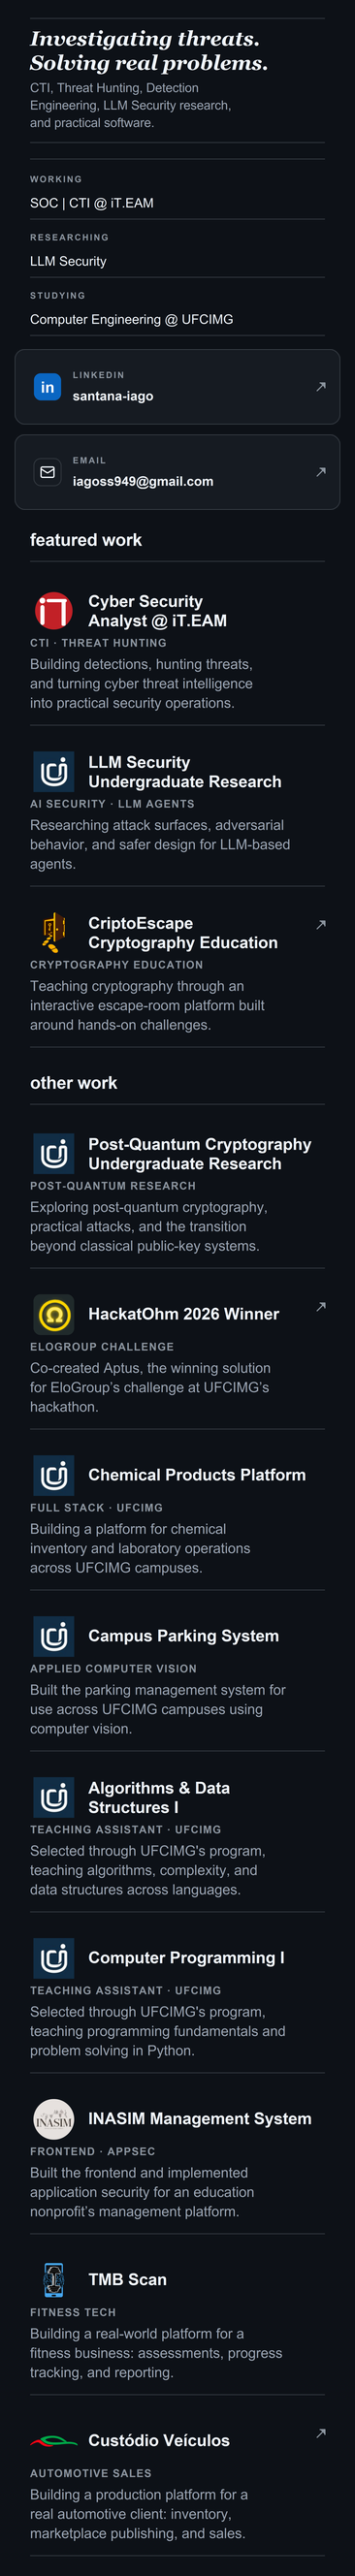 Investigating threats.
Solving real problems.
CTI, Threat Hunting, Detection
Engineering, LLM Security research,
and practical software.
WORKING
SOC | CTI @ iT.EAM
RESEARCHING
LLM Security
STUDYING
Computer Engineering @ UFCIMG
in
LINKEDIN
santana-iago
EMAIL
iagoss949@gmail.com
featured work
Cyber Security
Analyst @ iT.EAM
CTI · THREAT HUNTING
Building detections, hunting threats,
and turning cyber threat intelligence
into practical security operations.
LLM Security
Undergraduate Research
AI SECURITY · LLM AGENTS
Researching attack surfaces, adversarial
behavior, and safer design for LLM-based
agents.
CriptoEscape
Cryptography Education
CRYPTOGRAPHY EDUCATION
Teaching cryptography through an
interactive escape-room platform built
around hands-on challenges.
other work
Post-Quantum Cryptography
Undergraduate Research
POST-QUANTUM RESEARCH
Exploring post-quantum cryptography,
practical attacks, and the transition
beyond classical public-key systems.
HackatOhm 2026 Winner
ELOGROUP CHALLENGE
Co-created Aptus, the winning solution
for EloGroup's challenge at UFCIMG's
hackathon.
Chemical Products Platform
FULL STACK · UFCIMG
Building a platform for chemical
inventory and laboratory operations
across UFCIMG campuses.
Campus Parking System
APPLIED COMPUTER VISION
Built the parking management system for
use across UFCIMG campuses using
computer vision.
Algorithms & Data
Structures I
TEACHING ASSISTANT · UFCIMG
Selected through UFCIMG's program,
teaching algorithms, complexity, and
data structures across languages.
Computer Programming I
TEACHING ASSISTANT · UFCIMG
Selected through UFCIMG's program,
teaching programming fundamentals and
problem solving in Python.
INASIM
INASIM Management System
FRONTEND · APPSEC
Built the frontend and implemented
application security for an education
nonprofit's management platform.
TMB Scan
FITNESS TECH
Building a real-world platform for a
fitness business: assessments, progress
tracking, and reporting.
Custódio Veículos
AUTOMOTIVE SALES
Building a production platform for a
real automotive client: inventory,
marketplace publishing, and sales.